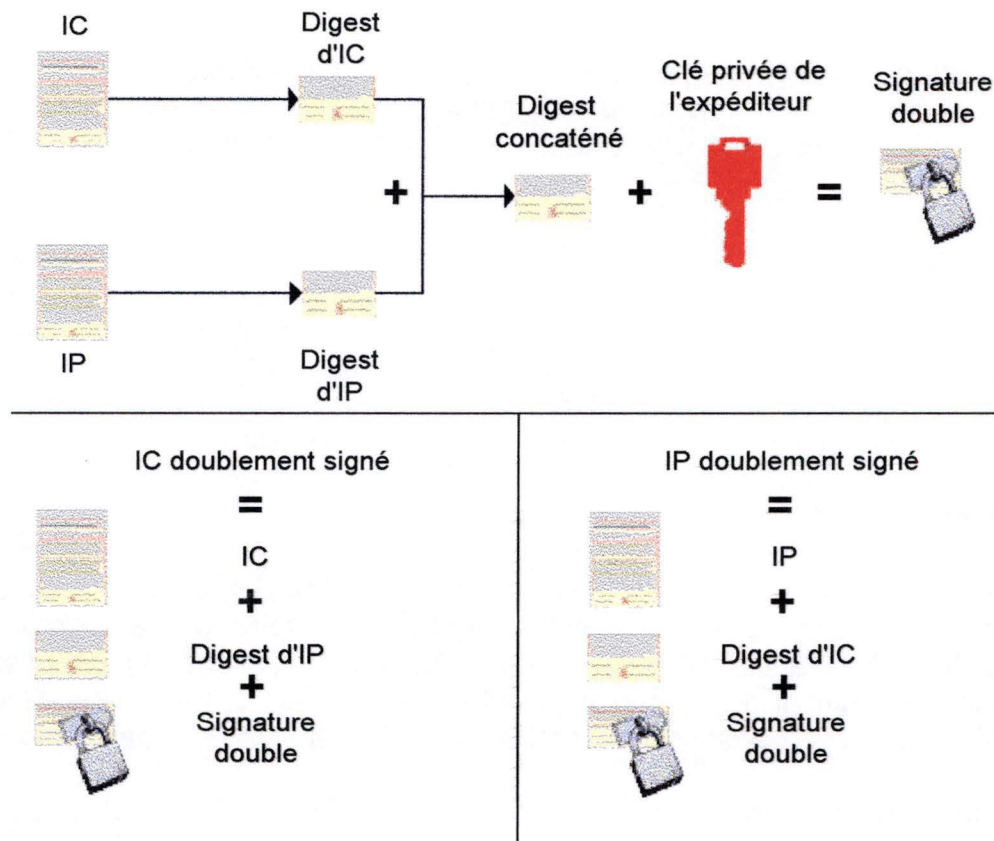 IC
Digest
d'IC
Clé privée de
l'expéditeur
Signature
double
Digest
concaténé
+
+
=
IP
Digest
d'IP
IC doublement signé
=
IC
+
Digest d'IP
+
Signature
double
IP doublement signé
=
IP
+
Digest d'IC
+
Signature
double